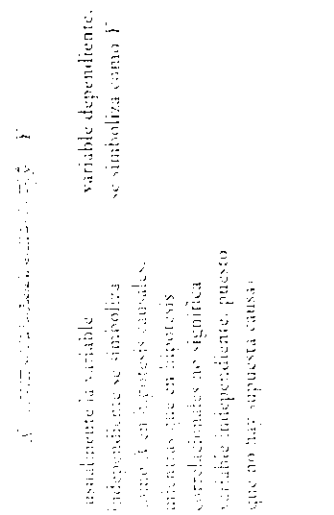 X Y
usualmente la variable
independiente se simboliza
como X en hipótesis causales,
mientras que en hipótesis
correlacionales no significa
variable independiente, puesto
que no hay supuesta causa.
variable dependiente,
se simboliza como Y